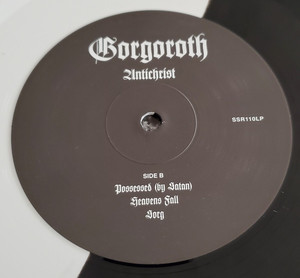 Gorgoroth
Antichrist
SSR110LP
SIDE B
Possessed (by Satan)
Heavens Fall
Sorg